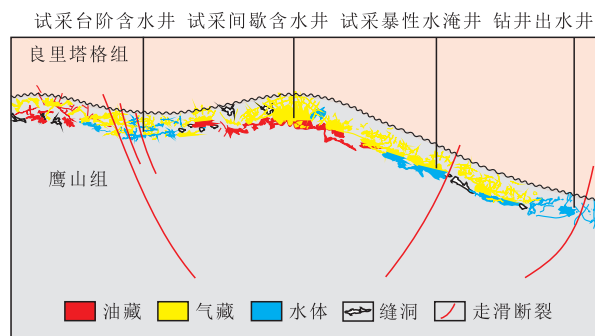 试采台阶含水井 试采间歇含水井 试采暴性水淹井 钻井出水井
良里塔格组
鹰山组
油藏 气藏 水体 缝洞 走滑断裂